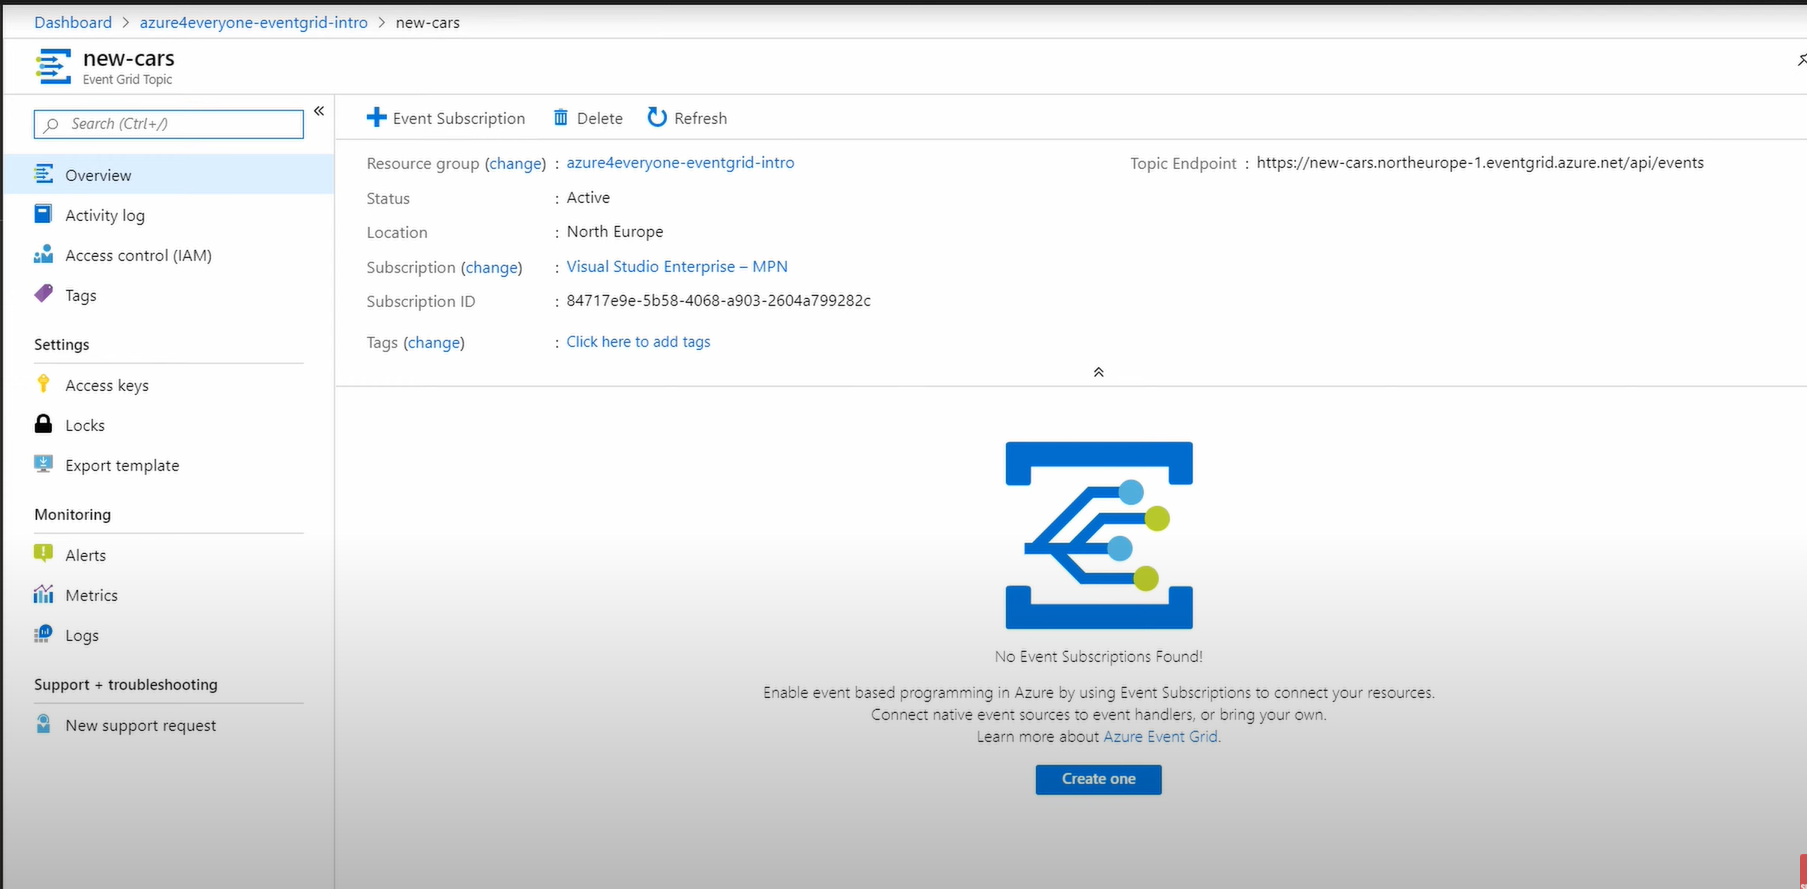 Dashboard > azure4everyone-eventgrid-intro > new-cars
new-cars
Event Grid Topic
Search (Ctrl+/)
«
Overview
Activity log
Access control (IAM)
Tags
Settings
Access keys
Locks
Export template
Monitoring
Alerts
Metrics
Logs
Support + troubleshooting
New support request
Event Subscription Delete Refresh
Resource group (change) : azure4everyone-eventgrid-intro
Status : Active
Location : North Europe
Subscription (change) : Visual Studio Enterprise – MPN
Subscription ID : 84717e9e-5b58-4068-a903-2604a799282c
Tags (change) : Click here to add tags
Topic Endpoint : https://new-cars.northeurope-1.eventgrid.azure.net/api/events
No Event Subscriptions Found!
Enable event based programming in Azure by using Event Subscriptions to connect your resources.
Connect native event sources to event handlers, or bring your own.
Learn more about Azure Event Grid.
Create one